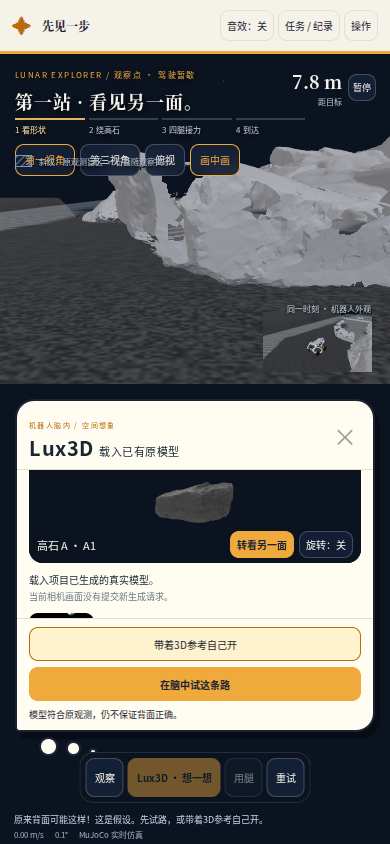 先见一步
音效：关
任务 / 纪录
操作
LUNAR EXPLORER / 观察点 · 驾驶暂歇
第一站 · 看见另一面。
7.8 m
距目标
暂停
1 看形状
2 绕高石
3 四腿接力
4 到达
第一视角
第三视角
俯视
画中画
同一时刻 · 机器人外观
机器人脑内 / 空间想象
Lux3D 载入已有原模型
高石 A · A1
转看另一面
旋转：关
载入项目已生成的真实模型。
当前相机画面没有提交新生成请求。
带着3D参考自己开
在脑中试这条路
模型符合原观测，仍不保证背面正确。
观察
Lux3D · 想一想
用腿
重试
原来背面可能这样！这是假设。先试路，或带着3D参考自己开。
0.00 m/s
0.1°
MuJoCo 实时仿真